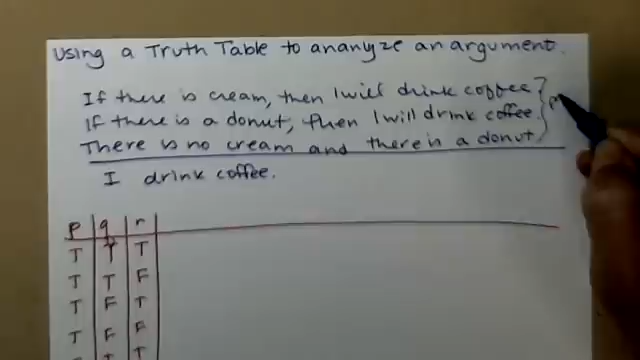 Using a Truth Table to ananyze an argument.
If there is cream, then I will drink coffee
If there is a donut, then I will drink coffee.
There is no cream and there is a donut
I drink coffee.
p q r
T T T
T T F
T F T
T F F
T